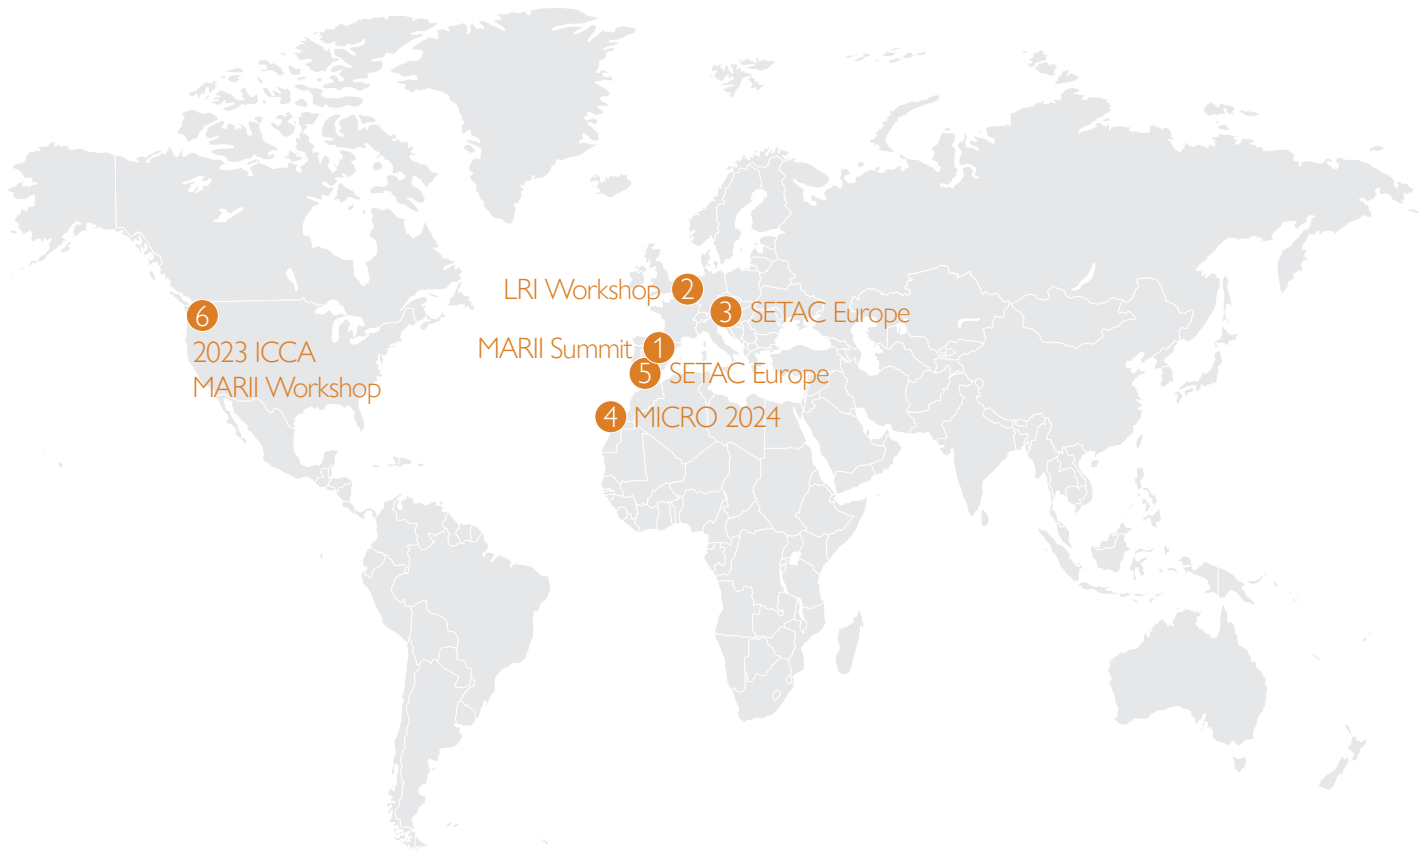 LRI Workshop 2
3 SETAC Europe
6
2023 ICCA
MARII Workshop
MARII Summit 1
5 SETAC Europe
4 MICRO 2024